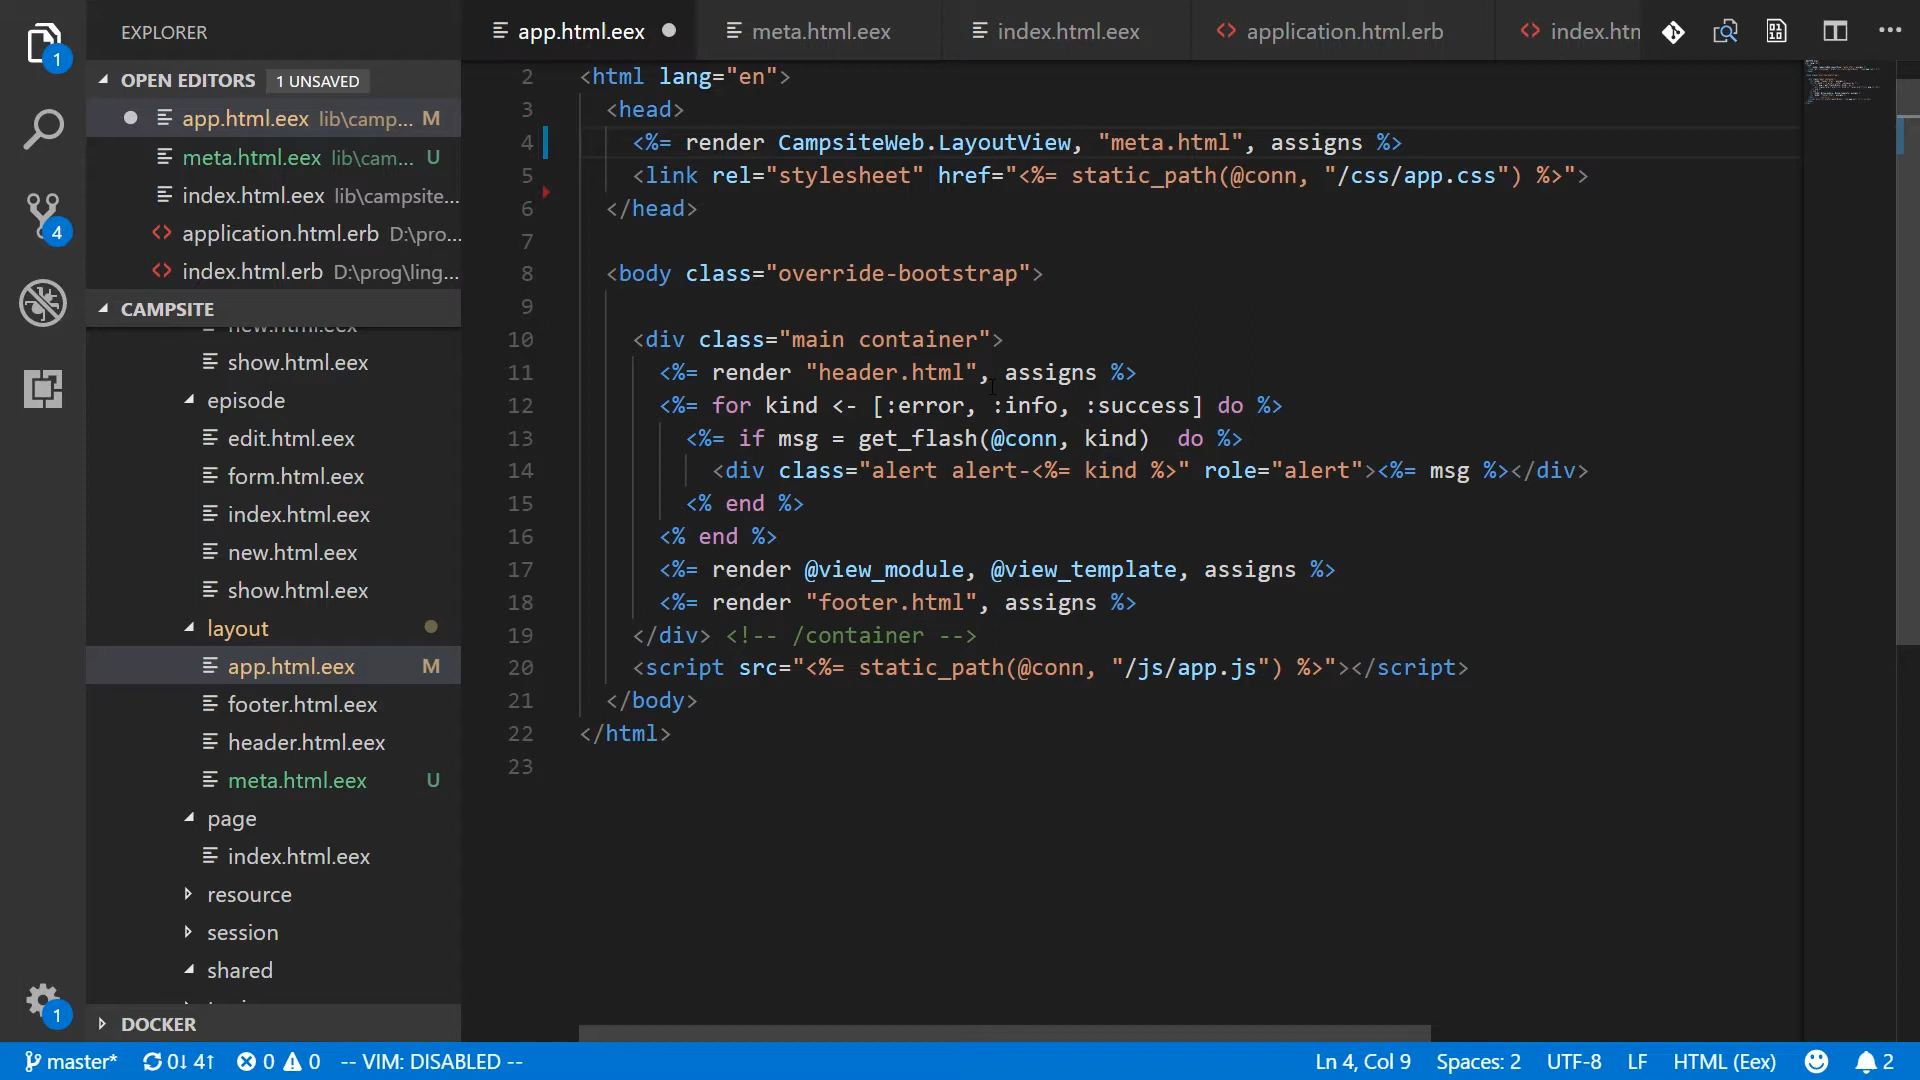 EXPLORER
OPEN EDITORS 1 UNSAVED
app.html.eex lib\camp... M
meta.html.eex lib\cam... U
index.html.eex lib\campsite...
application.html.erb D:\pro...
index.html.erb D:\prog\ling...
CAMPSITE
new.html.eex
show.html.eex
episode
edit.html.eex
form.html.eex
index.html.eex
new.html.eex
show.html.eex
layout
app.html.eex M
footer.html.eex
header.html.eex
meta.html.eex U
page
index.html.eex
resource
session
shared
DOCKER
1
4
1
app.html.eex meta.html.eex index.html.eex application.html.erb index.htm
2 <html lang="en">
3 <head>
4 <%= render CampsiteWeb.LayoutView, "meta.html", assigns %>
5 <link rel="stylesheet" href="<%= static_path(@conn, "/css/app.css") %>">
6 </head>
7
8 <body class="override-bootstrap">
9
10 <div class="main container">
11 <%= render "header.html", assigns %>
12 <%= for kind <- [:error, :info, :success] do %>
13 <%= if msg = get_flash(@conn, kind)  do %>
14 <div class="alert alert-<%= kind %>" role="alert"><%= msg %></div>
15 <% end %>
16 <% end %>
17 <%= render @view_module, @view_template, assigns %>
18 <%= render "footer.html", assigns %>
19 </div> <!-- /container -->
20 <script src="<%= static_path(@conn, "/js/app.js") %>"></script>
21 </body>
22 </html>
23
master* 0↓ 4↑ 0 0 -- VIM: DISABLED -- Ln 4, Col 9 Spaces: 2 UTF-8 LF HTML (Eex) 2